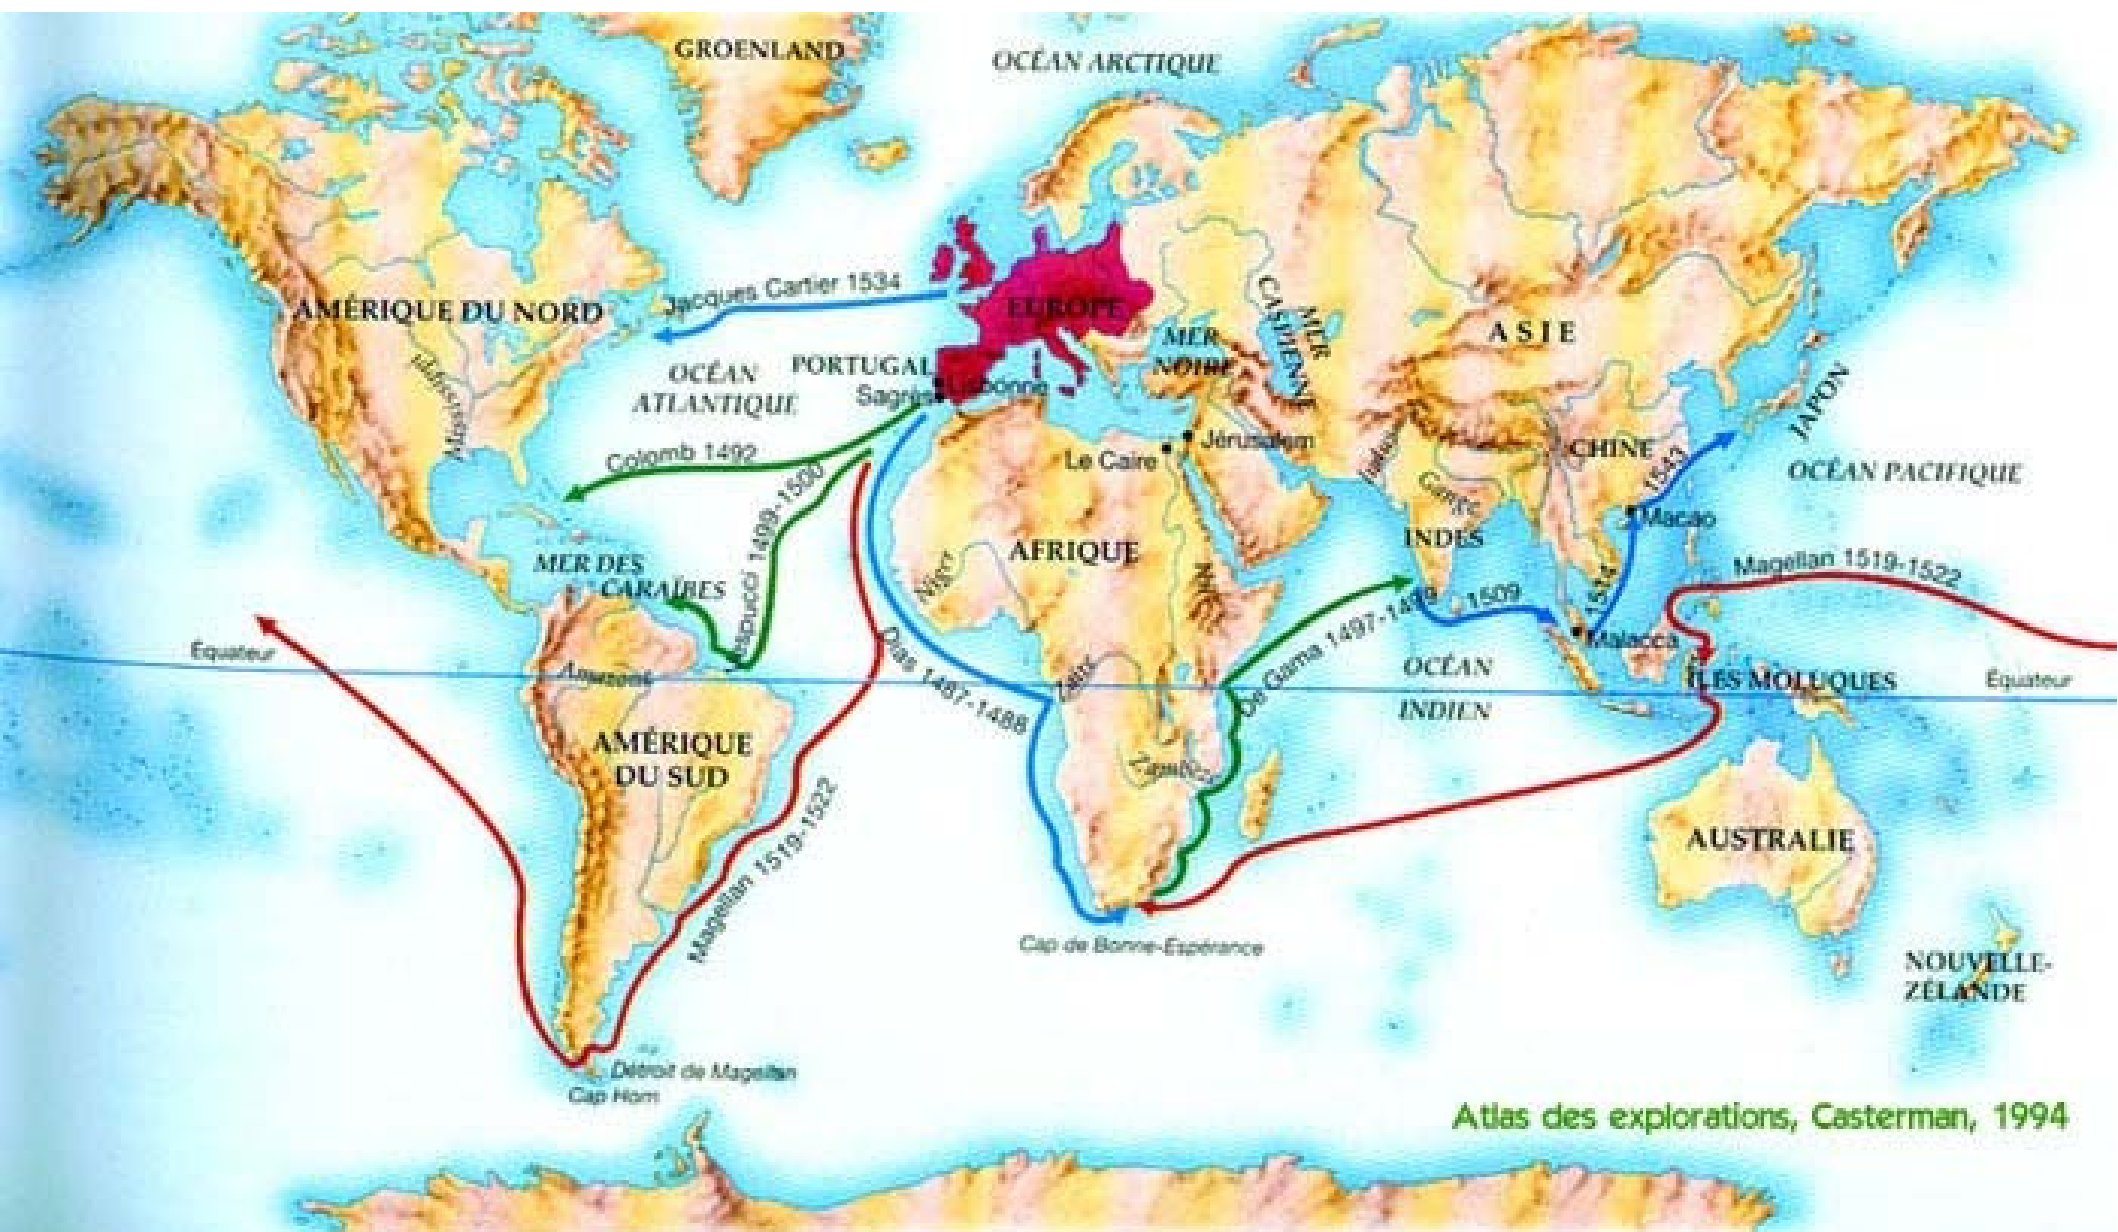 GROENLAND
OCÉAN ARCTIQUE
Jacques Cartier 1534
AMÉRIQUE DU NORD
EUROPE
MER
CASPIENNE
ASIE
MER
NOIRE
PORTUGAL
OCÉAN
ATLANTIQUE
Lisbonne
Sagres
Mississippi
JAPON
Jérusalem
Le Caire
CHINE
Colomb 1492
Indus
Gange
1543
OCÉAN PACIFIQUE
Vespucci 1499-1500
Macao
INDES
AFRIQUE
MER DES
CARAÏBES
Niger
Nil
Magellan 1519-1522
1509
1514
Malacca
Équateur
Dias 1487-1488
De Gama 1497-1499
OCÉAN
INDIEN
Amazone
Zaïre
ÎLES MOLUQUES
Équateur
AMÉRIQUE
DU SUD
Zambèze
Magellan 1519-1522
AUSTRALIE
Cap de Bonne-Espérance
NOUVELLE-
ZÉLANDE
Détroit de Magellan
Cap Horn
Atlas des explorations, Casterman, 1994